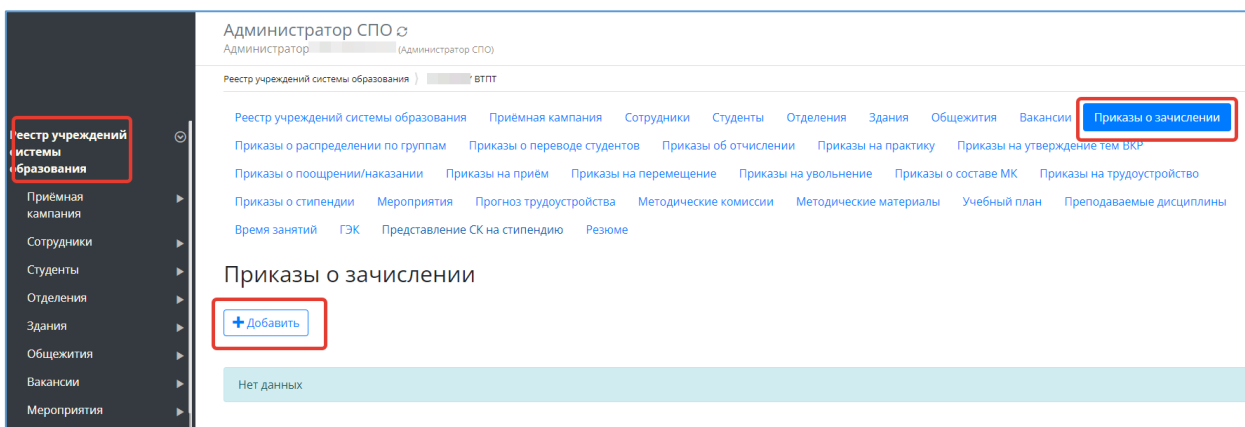 Администратор СПО
Администратор (Администратор СПО)
Реестр учреждений системы образования ВТПТ
Реестр учреждений системы образования Приёмная кампания Сотрудники Студенты Отделения Здания Общежития Вакансии Приказы о зачислении
Приказы о распределении по группам Приказы о переводе студентов Приказы об отчислении Приказы на практику Приказы на утверждение тем ВКР
Приказы о поощрении/наказании Приказы на приём Приказы на перемещение Приказы на увольнение Приказы о составе МК Приказы на трудоустройство
Приказы о стипендии Мероприятия Прогноз трудоустройства Методические комиссии Методические материалы Учебный план Преподаваемые дисциплины
Время занятий ГЭК Представление СК на стипендию Резюме
Приказы о зачислении
+ Добавить
Нет данных
Реестр учреждений
системы
образования
Приёмная
кампания
Сотрудники
Студенты
Отделения
Здания
Общежития
Вакансии
Мероприятия